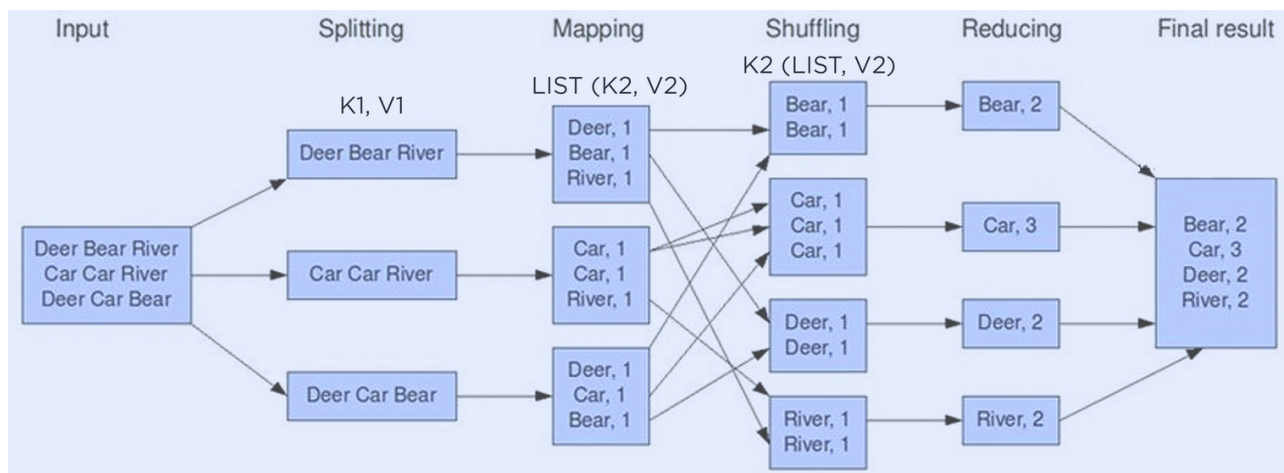 Input
Splitting
Mapping
Shuffling
Reducing
Final result
K1, V1
LIST (K2, V2)
K2 (LIST, V2)
Deer Bear River
Car Car River
Deer Car Bear
Deer Bear River
Car Car River
Deer Car Bear
Deer, 1
Bear, 1
River, 1
Car, 1
Car, 1
River, 1
Deer, 1
Car, 1
Bear, 1
Bear, 1
Bear, 1
Car, 1
Car, 1
Car, 1
Deer, 1
Deer, 1
River, 1
River, 1
Bear, 2
Car, 3
Deer, 2
River, 2
Bear, 2
Car, 3
Deer, 2
River, 2